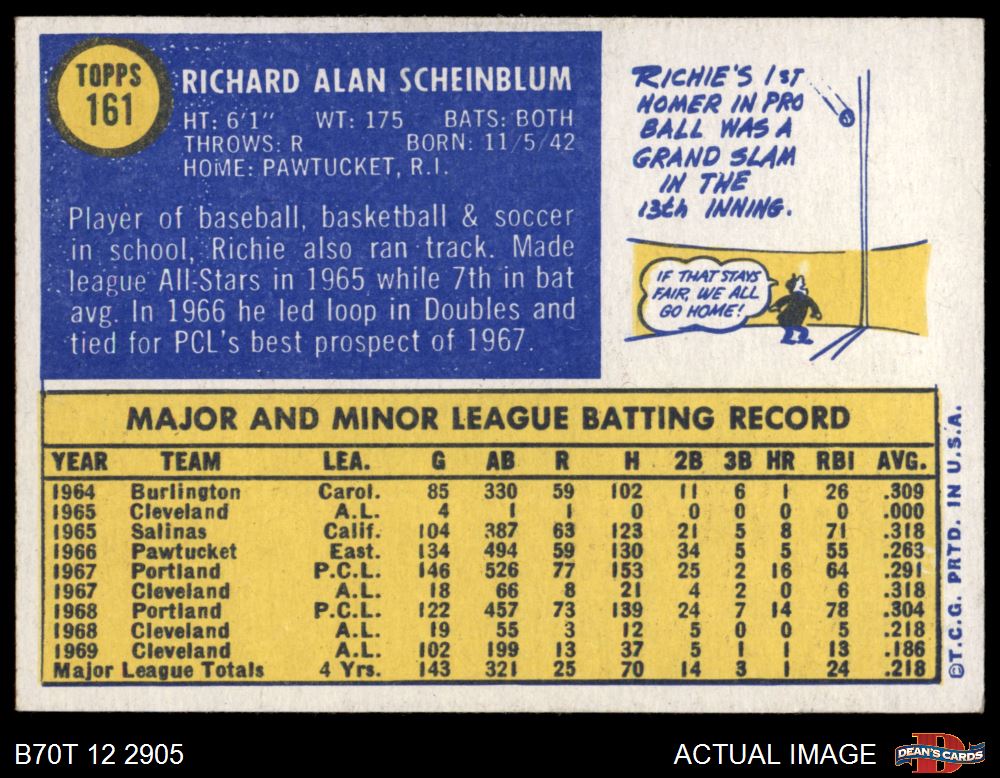 TOPPS
161
RICHARD ALAN SCHEINBLUM
HT: 6'1" WT: 175 BATS: BOTH
THROWS: R BORN: 11/5/42
HOME: PAWTUCKET, R.I.
Player of baseball, basketball & soccer
in school, Richie also ran track. Made
league All-Stars in 1965 while 7th in bat
avg. In 1966 he led loop in Doubles and
tied for PCL's best prospect of 1967.
RICHIE'S 1ST
HOMER IN PRO
BALL WAS A
GRAND SLAM
IN THE
13th INNING.
IF THAT STAYS
FAIR, WE ALL
GO HOME!
MAJOR AND MINOR LEAGUE BATTING RECORD
YEAR TEAM LEA. G AB R H 2B 3B HR RBI AVG.
1964 Burlington Carol. 85 330 59 102 11 6 1 26 .309
1965 Cleveland A.L. 4 1 1 0 0 0 0 0 .000
1965 Salinas Calif. 104 387 63 123 21 5 8 71 .318
1966 Pawtucket East. 134 494 59 130 34 5 5 55 .263
1967 Portland P.C.L. 146 526 77 153 25 2 16 64 .291
1967 Cleveland A.L. 18 66 8 21 4 2 0 6 .318
1968 Portland P.C.L. 122 457 73 139 24 7 14 78 .304
1968 Cleveland A.L. 19 55 3 12 5 0 0 5 .218
1969 Cleveland A.L. 102 199 13 37 5 1 1 13 .186
Major League Totals 4 Yrs. 143 321 25 70 14 3 1 24 .218
©T.C.G. PRTD. IN U.S.A.
B70T 12 2905
ACTUAL IMAGE
DEAN'S CARDS